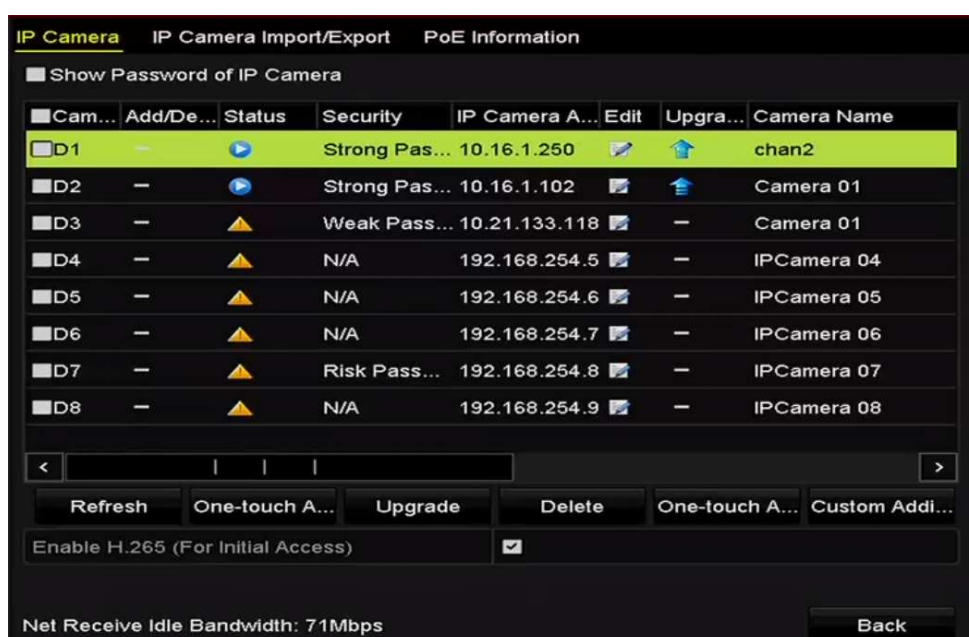 IP Camera IP Camera Import/Export PoE Information
Show Password of IP Camera
Cam... Add/De... Status Security IP Camera A... Edit Upgra... Camera Name
D1 – Strong Pas... 10.16.1.250 chan2
D2 – Strong Pas... 10.16.1.102 Camera 01
D3 – Weak Pass... 10.21.133.118 – Camera 01
D4 – N/A 192.168.254.5 – IPCamera 04
D5 – N/A 192.168.254.6 – IPCamera 05
D6 – N/A 192.168.254.7 – IPCamera 06
D7 – Risk Pass... 192.168.254.8 – IPCamera 07
D8 – N/A 192.168.254.9 – IPCamera 08
< >
Refresh One-touch A... Upgrade Delete One-touch A... Custom Addi...
Enable H.265 (For Initial Access)
Net Receive Idle Bandwidth: 71Mbps Back